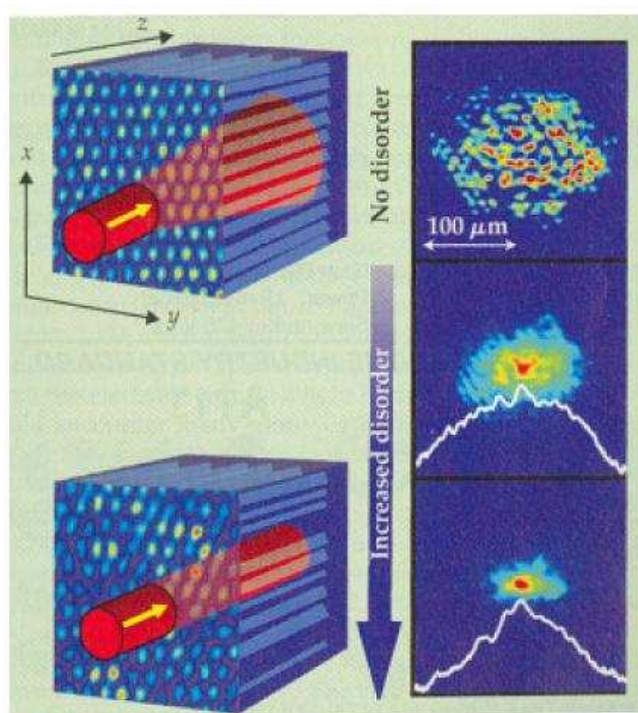 z
x
y
No disorder
100 μm
Increased disorder